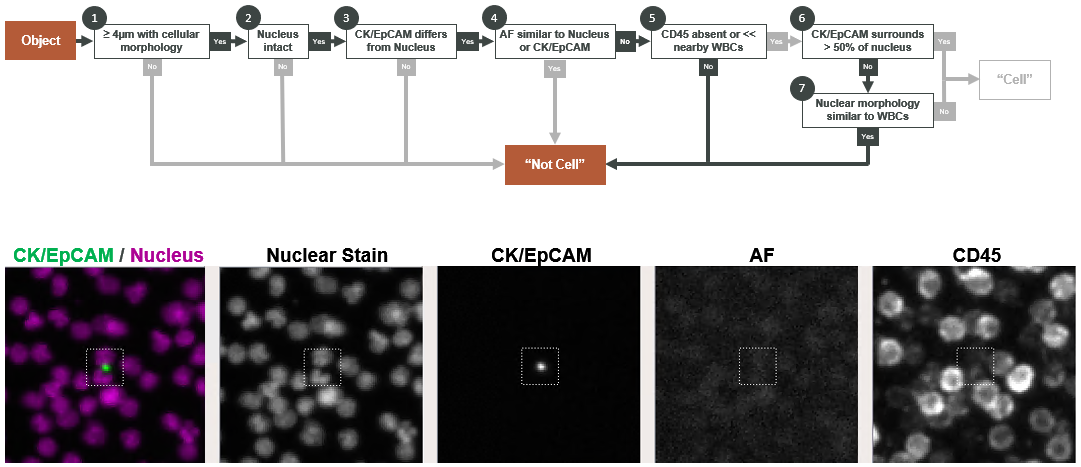 1
2
3
4
5
6
Object
≥ 4μm with cellular
morphology
Yes
Nucleus
intact
Yes
CK/EpCAM differs
from Nucleus
Yes
AF similar to Nucleus
or CK/EpCAM
No
CD45 absent or <<
nearby WBCs
Yes
CK/EpCAM surrounds
> 50% of nucleus
Yes
No
No
No
Yes
No
No
“Cell”
7
Nuclear morphology
similar to WBCs
No
Yes
“Not Cell”
CK/EpCAM / Nucleus
Nuclear Stain
CK/EpCAM
AF
CD45